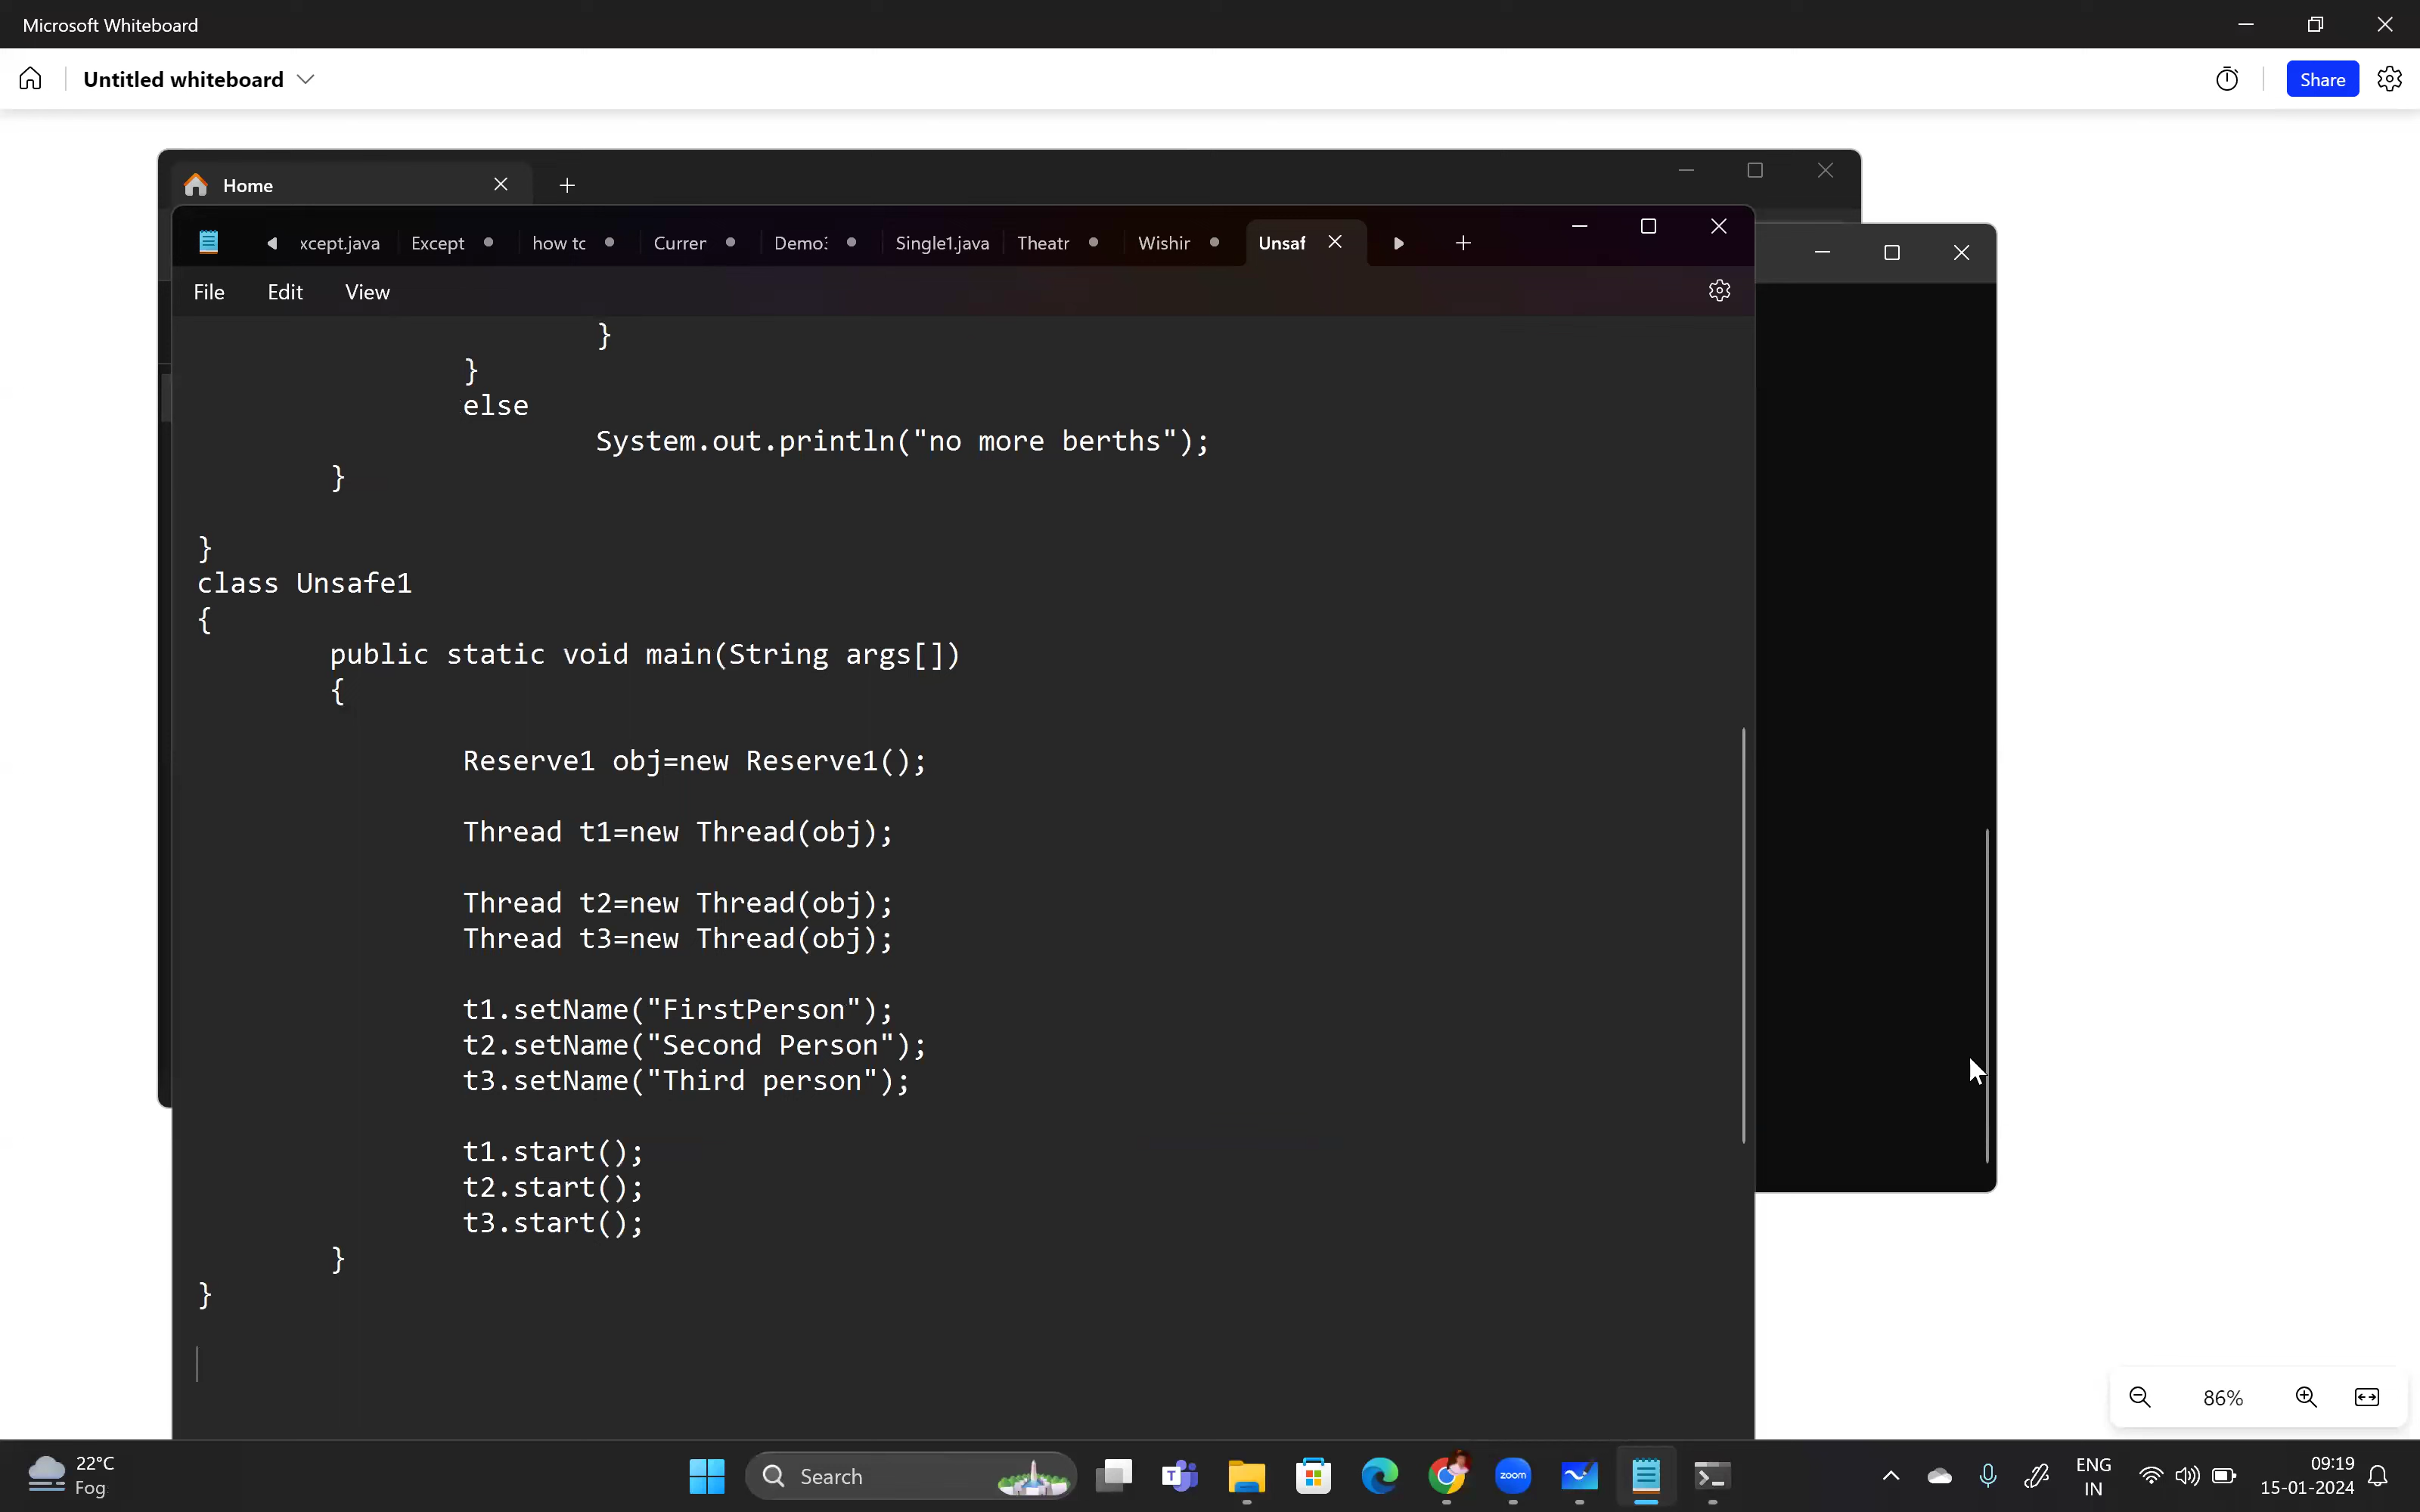 Microsoft Whiteboard
Untitled whiteboard
Share
Home
xcept.java Except how to Currer Demo: Single1.java Theatr Wishir Unsaf
File Edit View
}
}
else
System.out.println("no more berths");
}
}
class Unsafe1
{
public static void main(String args[])
{
Reserve1 obj=new Reserve1();
Thread t1=new Thread(obj);
Thread t2=new Thread(obj);
Thread t3=new Thread(obj);
t1.setName("FirstPerson");
t2.setName("Second Person");
t3.setName("Third person");
t1.start();
t2.start();
t3.start();
}
}
86%
22°C
Fog
Search
zoom
ENG
IN
09:19
15-01-2024